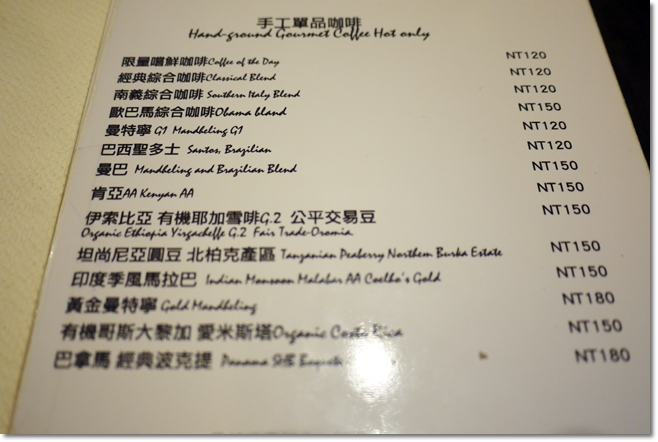 手工單品咖啡
Hand-ground Gourmet Coffee Hot only
限量嚐鮮咖啡Coffee of the Day NT120
經典綜合咖啡Classical Blend NT120
南義綜合咖啡 Southern Italy Blend NT120
歐巴馬綜合咖啡Obama bland NT150
曼特寧 G1 Mandheling G1 NT120
巴西聖多士 Santos, Brazilian NT120
曼巴 Mandheling and Brazilian Blend NT150
肯亞AA Kenyan AA NT150
伊索比亞 有機耶加雪啡G.2 公平交易豆 NT150
Organic Ethiopia Yirgacheffe G.2 Fair Trade-Oromia
坦尚尼亞圓豆 北柏克產區 Tanzanian Peaberry Northern Burka Estate NT150
印度季風馬拉巴 Indian Monsoon Malabar AA Coelho's Gold NT150
黃金曼特寧 Gold Mandheling NT180
有機哥斯大黎加 愛米斯塔Organic Costa Rica NT150
巴拿馬 經典波克提 Panama NT180